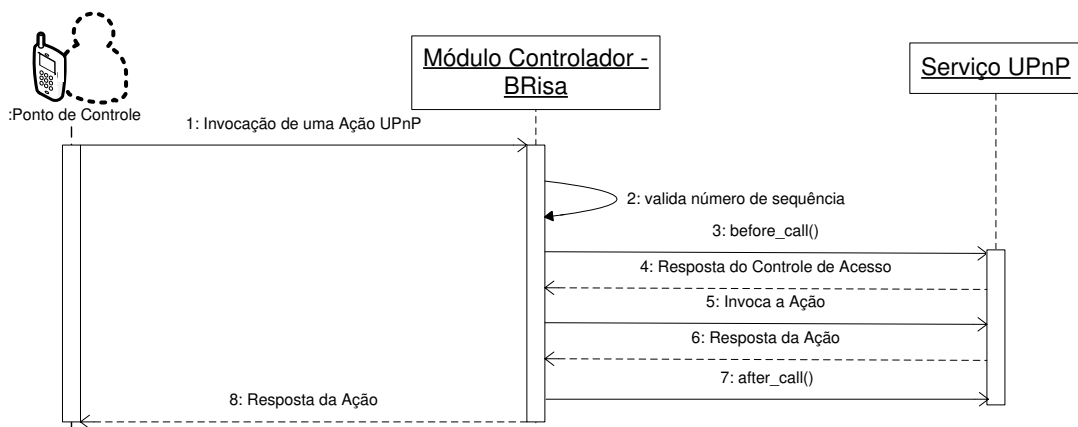 Módulo Controlador -
BRisa
Serviço UPnP
:Ponto de Controle
1: Invocação de uma Ação UPnP
2: valida número de sequência
3: before_call()
4: Resposta do Controle de Acesso
5: Invoca a Ação
6: Resposta da Ação
7: after_call()
8: Resposta da Ação